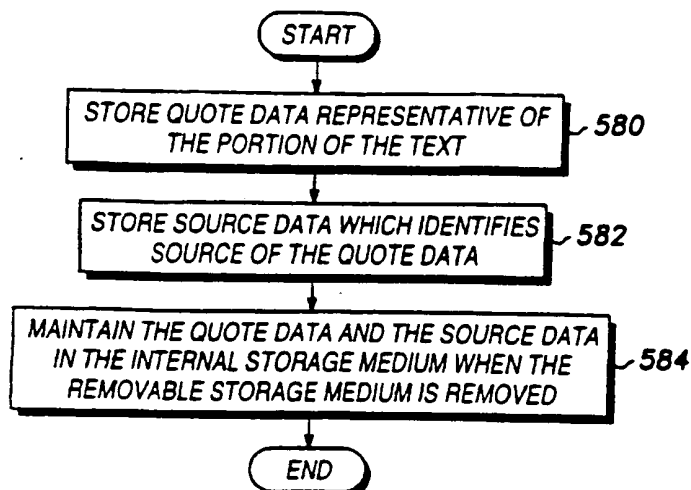 START
STORE QUOTE DATA REPRESENTATIVE OF
THE PORTION OF THE TEXT
580
STORE SOURCE DATA WHICH IDENTIFIES
SOURCE OF THE QUOTE DATA
582
MAINTAIN THE QUOTE DATA AND THE SOURCE DATA
IN THE INTERNAL STORAGE MEDIUM WHEN THE
REMOVABLE STORAGE MEDIUM IS REMOVED
584
END